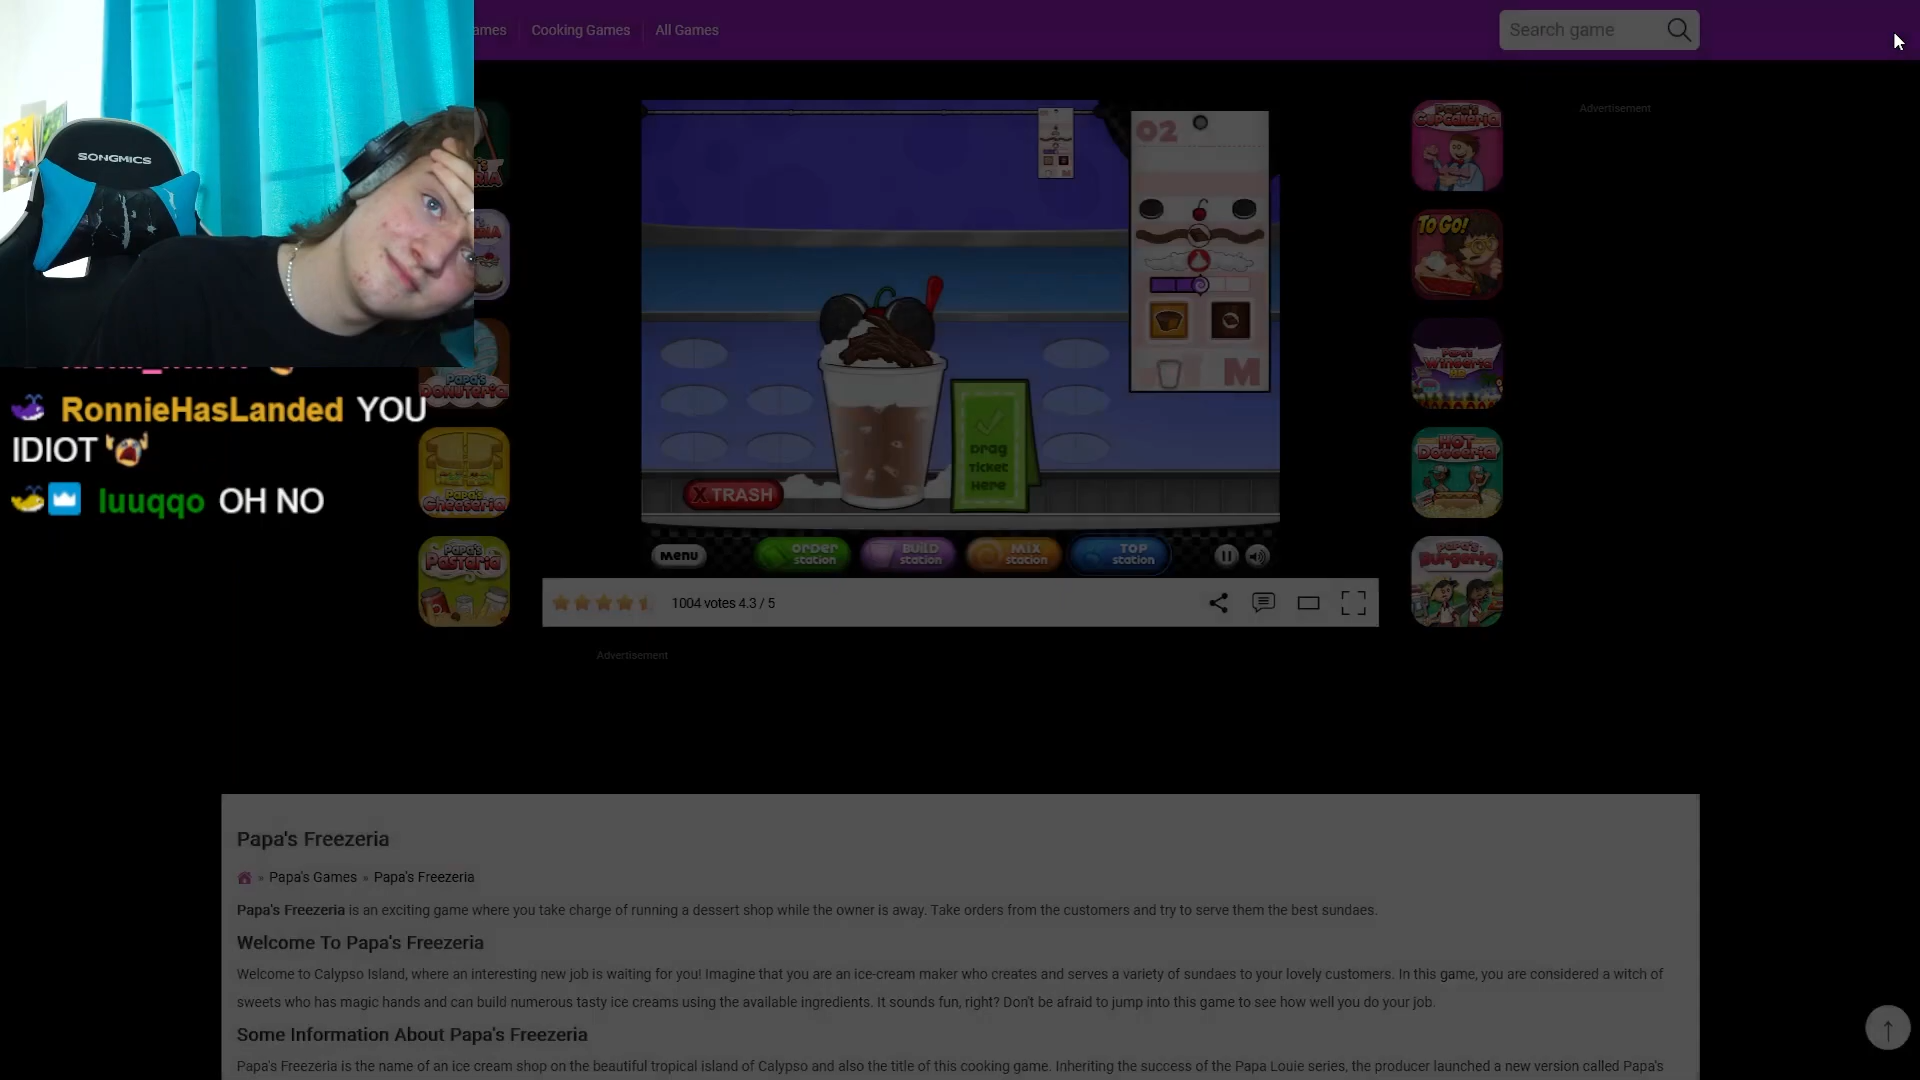 ames
Cooking Games
All Games
Search game
SONGMICS
Advertisement
02
M
PAPA'S CUPCAKERIA
TO GO!
PAPA'S WINGERIA HD
HOT DOGGERIA
PAPA'S BURGERIA
PAPA'S DONUTERIA
PAPA'S CHEESERIA
PAPA'S PASTARIA
RonnieHasLanded YOU
IDIOT
luuqqo OH NO
Drag
Ticket
Here
X TRASH
menu
ORDER station
BUILD station
MIX station
TOP station
1004 votes 4.3 / 5
Advertisement
Papa's Freezeria
» Papa's Games » Papa's Freezeria
Papa's Freezeria is an exciting game where you take charge of running a dessert shop while the owner is away. Take orders from the customers and try to serve them the best sundaes.
Welcome To Papa's Freezeria
Welcome to Calypso Island, where an interesting new job is waiting for you! Imagine that you are an ice-cream maker who creates and serves a variety of sundaes to your lovely customers. In this game, you are considered a witch of
sweets who has magic hands and can build numerous tasty ice creams using the available ingredients. It sounds fun, right? Don't be afraid to jump into this game to see how well you do your job.
Some Information About Papa's Freezeria
Papa's Freezeria is the name of an ice cream shop on the beautiful tropical island of Calypso and also the title of this cooking game. Inheriting the success of the Papa Louie series, the producer launched a new version called Papa's